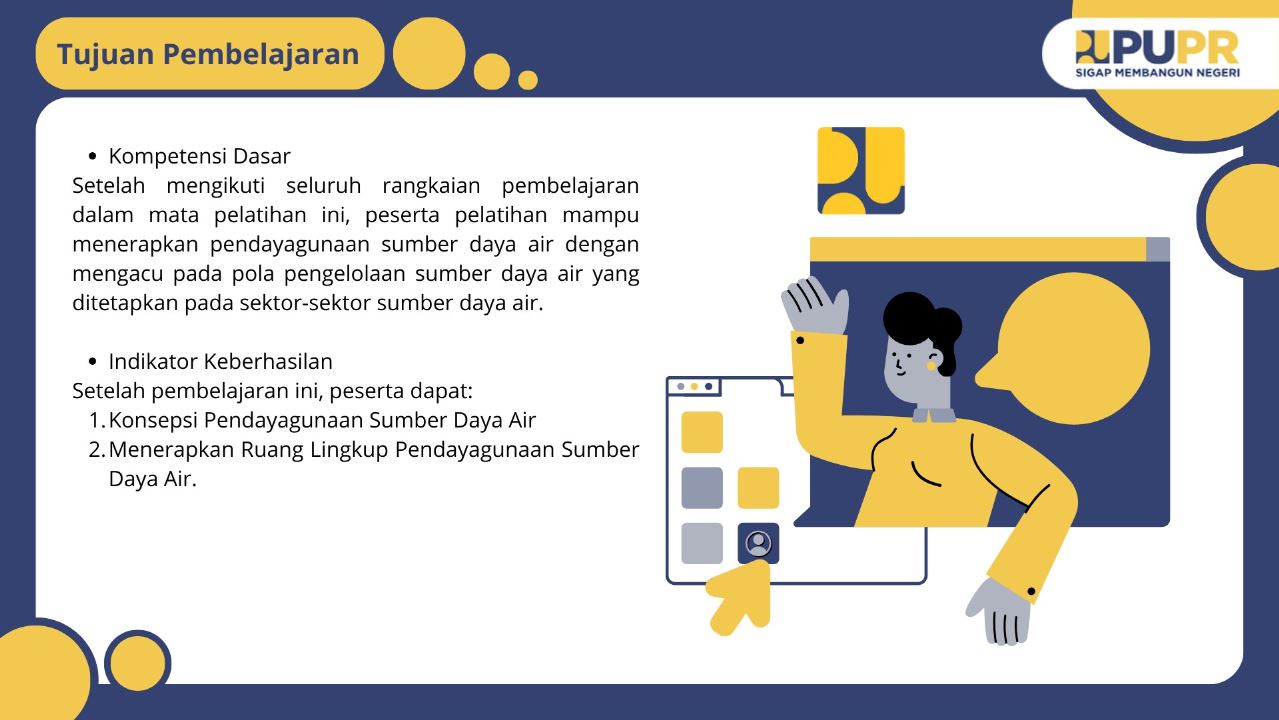 Tujuan Pembelajaran
PUPR
SIGAP MEMBANGUN NEGERI
• Kompetensi Dasar
Setelah mengikuti seluruh rangkaian pembelajaran
dalam mata pelatihan ini, peserta pelatihan mampu
menerapkan pendayagunaan sumber daya air dengan
mengacu pada pola pengelolaan sumber daya air yang
ditetapkan pada sektor-sektor sumber daya air.
• Indikator Keberhasilan
Setelah pembelajaran ini, peserta dapat:
1. Konsepsi Pendayagunaan Sumber Daya Air
2. Menerapkan Ruang Lingkup Pendayagunaan Sumber
Daya Air.